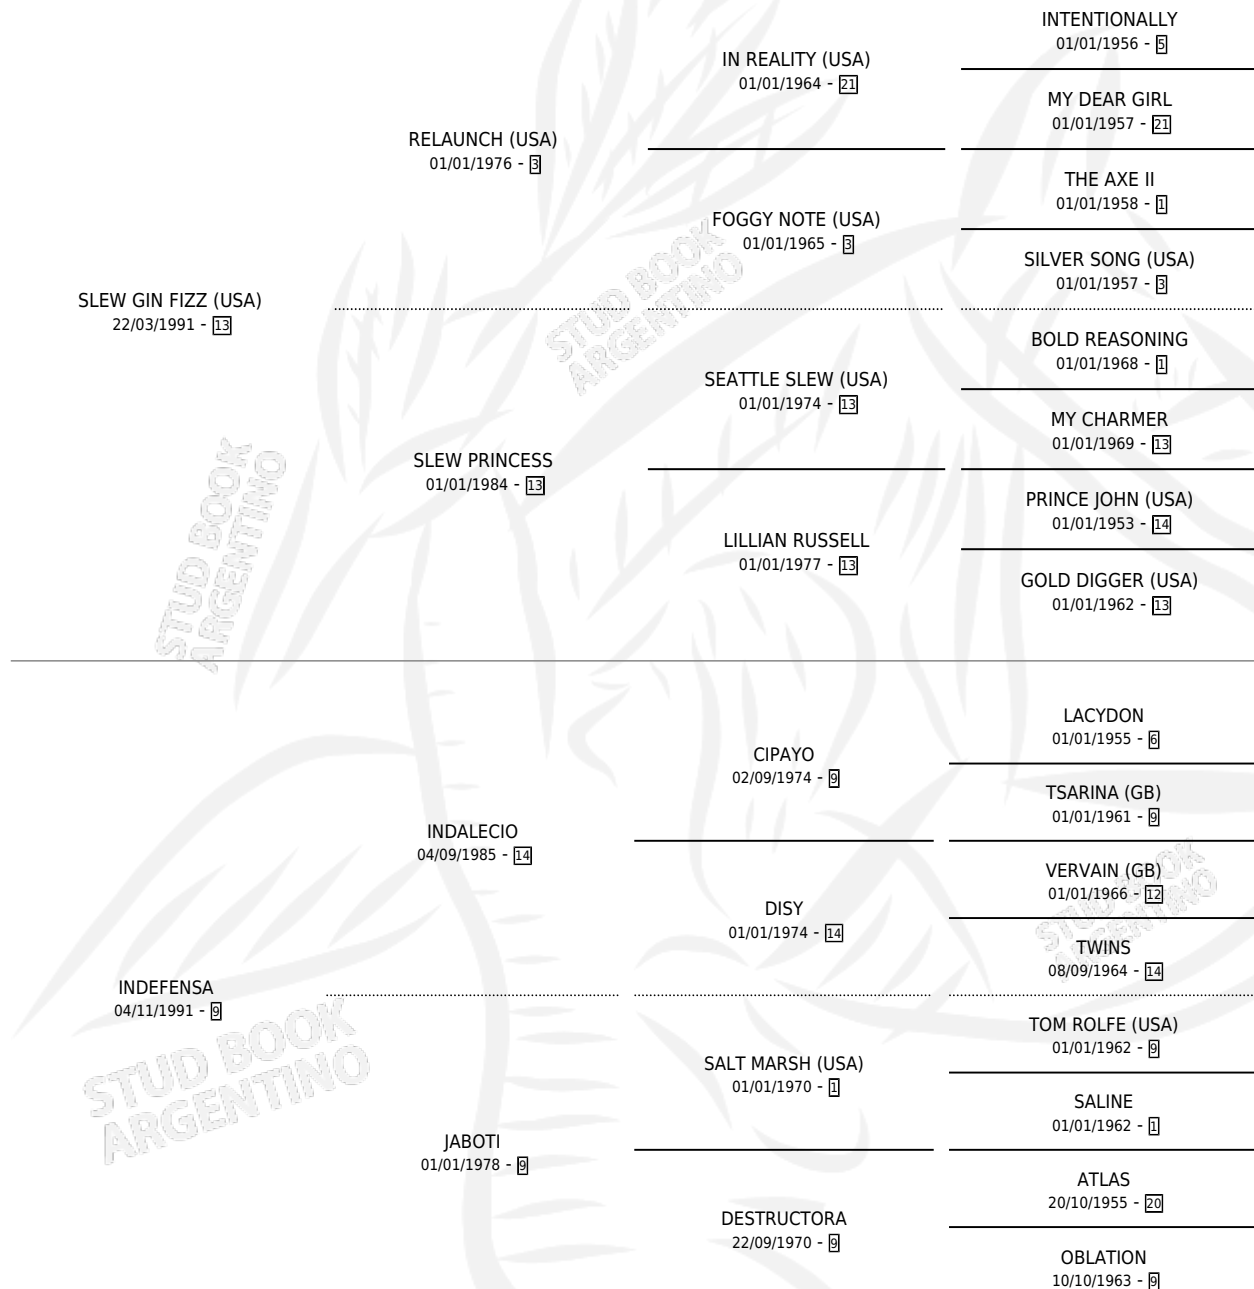 INTENTIONALLY
01/01/1956 - 5
IN REALITY (USA)
01/01/1964 - 21
MY DEAR GIRL
01/01/1957 - 21
RELAUNCH (USA)
01/01/1976 - 3
THE AXE II
01/01/1958 - 1
FOGGY NOTE (USA)
01/01/1965 - 3
SILVER SONG (USA)
01/01/1957 - 3
SLEW GIN FIZZ (USA)
22/03/1991 - 13
BOLD REASONING
01/01/1968 - 1
SEATTLE SLEW (USA)
01/01/1974 - 13
MY CHARMER
01/01/1969 - 13
SLEW PRINCESS
01/01/1984 - 13
PRINCE JOHN (USA)
01/01/1953 - 14
LILLIAN RUSSELL
01/01/1977 - 13
GOLD DIGGER (USA)
01/01/1962 - 13
LACYDON
01/01/1955 - 6
CIPAYO
02/09/1974 - 9
TSARINA (GB)
01/01/1961 - 9
INDALECIO
04/09/1985 - 14
VERVAIN (GB)
01/01/1966 - 12
DISY
01/01/1974 - 14
TWINS
08/09/1964 - 14
INDEFENSA
04/11/1991 - 9
TOM ROLFE (USA)
01/01/1962 - 9
SALT MARSH (USA)
01/01/1970 - 1
SALINE
01/01/1962 - 1
JABOTI
01/01/1978 - 9
ATLAS
20/10/1955 - 20
DESTRUCTORA
22/09/1970 - 9
OBLATION
10/10/1963 - 9
STUD BOOK
ARGENTINO
STUD BOOK
ARGENTINO
STUD BOOK
ARGENTINO
STUD BOOK
ARGENTINO